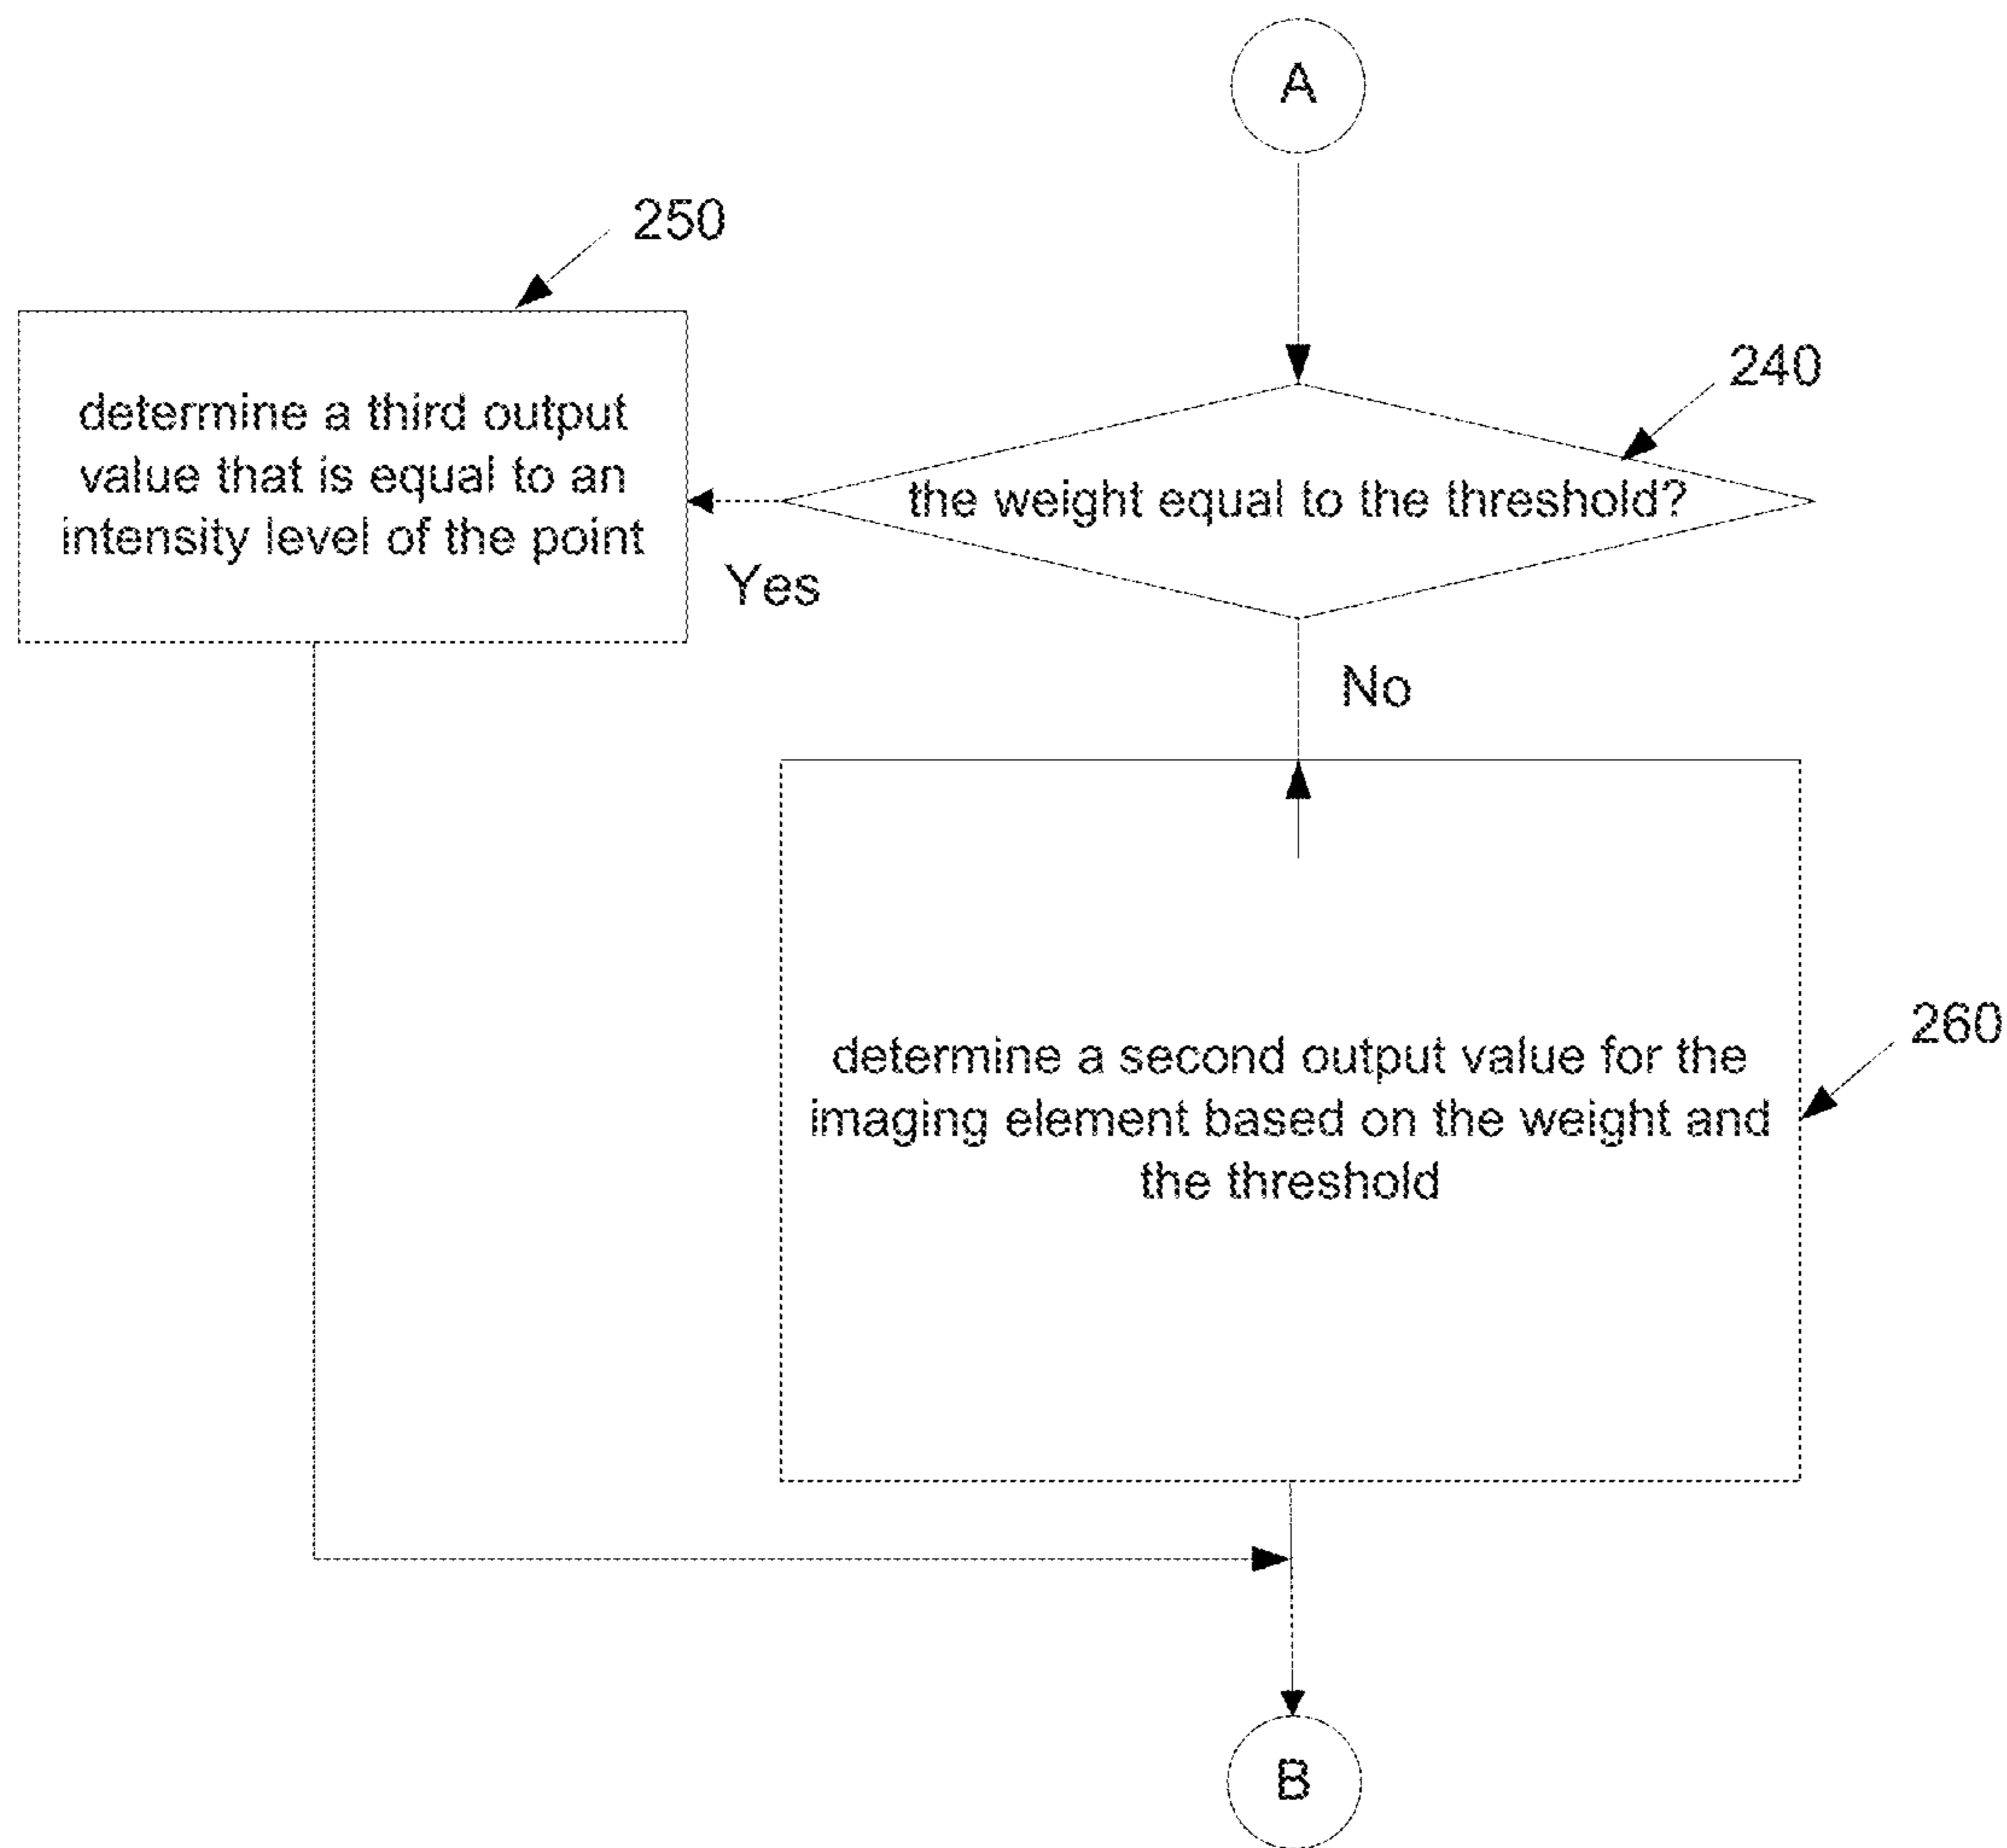 A
250
determine a third output
value that is equal to an
intensity level of the point
240
the weight equal to the threshold?
Yes
No
determine a second output value for the
imaging element based on the weight and
the threshold
260
B